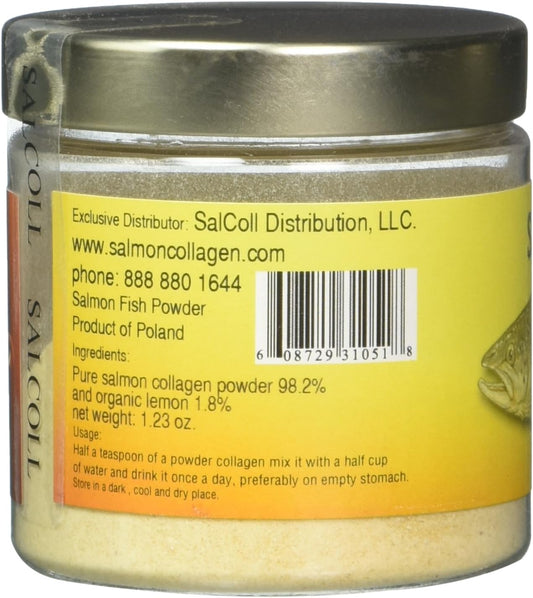 SALCOLL SALCOLL
Exclusive Distributor: SalColl Distribution, LLC.
www.salmoncollagen.com
phone: 888 880 1644
Salmon Fish Powder
Product of Poland
6 08729 31051 8
Ingredients:
Pure salmon collagen powder 98.2%
and organic lemon 1.8%
net weight: 1.23 oz.
Usage:
Half a teaspoon of a powder collagen mix it with a half cup
of water and drink it once a day, preferably on empty stomach.
Store in a dark , cool and dry place.